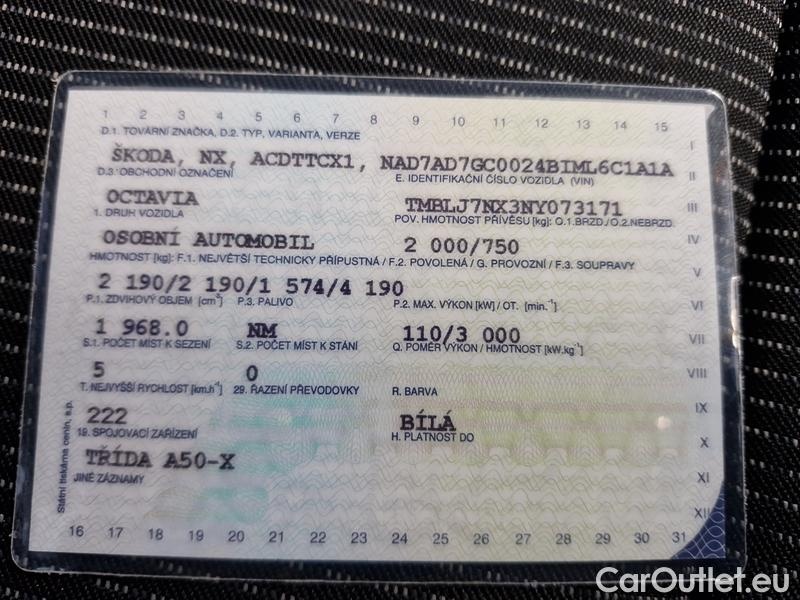 1 2 3 4 5 6 7 8 9 10 11 12 13 14 15
D.1. TOVÁRNÍ ZNAČKA, D.2. TYP, VARIANTA, VERZE
I
ŠKODA, NX, ACDTTCX1, NAD7AD7GC0024BIML6C1A1A
D.3. OBCHODNÍ OZNAČENÍ E. IDENTIFIKAČNÍ ČÍSLO VOZIDLA (VIN)
II
OCTAVIA TMBLJ7NX3NY073171
III
1. DRUH VOZIDLA POV. HMOTNOST PŘÍVĚSU [kg]: O.1.BRZD./O.2.NEBRZD.
OSOBNÍ AUTOMOBIL 2 000/750
IV
HMOTNOST [kg]: F.1. NEJVĚTŠÍ TECHNICKY PŘÍPUSTNÁ / F.2. POVOLENÁ / G. PROVOZNÍ / F.3. SOUPRAVY
V
2 190/2 190/1 574/4 190
P.1. ZDVIHOVÝ OBJEM [cm³] P.3. PALIVO P.2. MAX. VÝKON [kW] / OT. [min.⁻¹]
VI
1 968.0 NM 110/3 000
VII
S.1. POČET MÍST K SEZENÍ S.2. POČET MÍST K STÁNÍ Q. POMĚR VÝKON / HMOTNOST [kW.kg⁻¹]
5 0
VIII
T. NEJVYŠŠÍ RYCHLOST [km.h⁻¹] 29. ŘAZENÍ PŘEVODOVKY R. BARVA
222 BÍLÁ
IX
19. SPOJOVACÍ ZAŘÍZENÍ H. PLATNOST DO
X
TŘÍDA A50-X
XI
JINÉ ZÁZNAMY
XII
16 17 18 19 20 21 22 23 24 25 26 27 28 29 30 31
Státní tiskárna cenin, s.p.
CarOutlet.eu